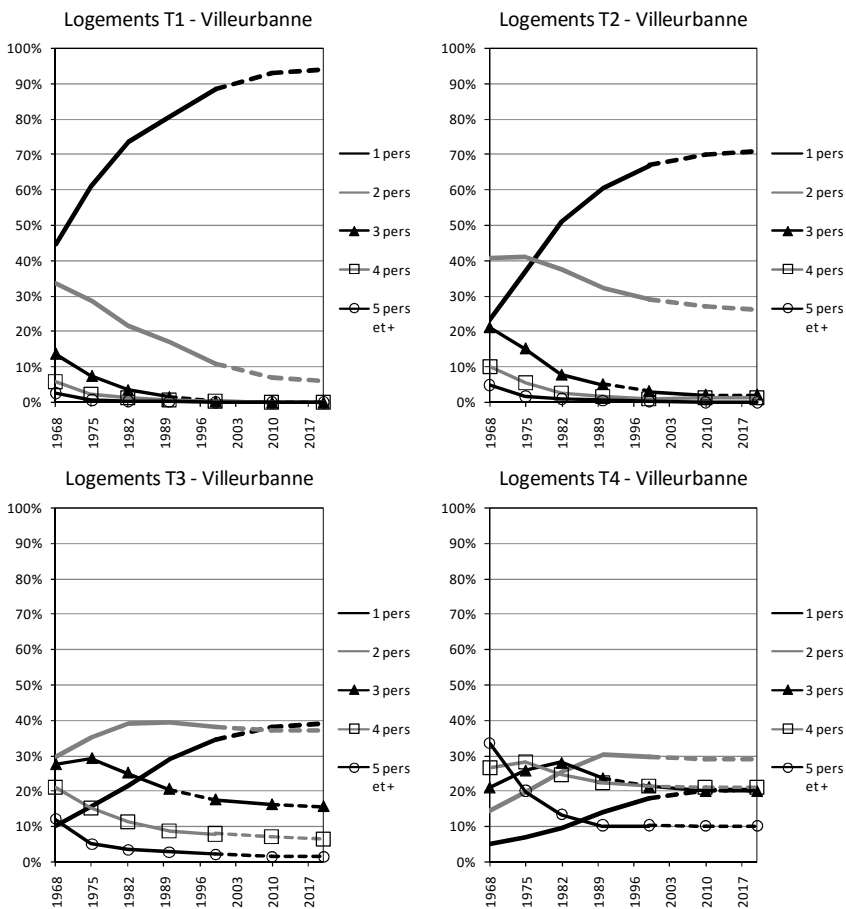 Logements T1 - Villeurbanne
100%
90%
80%
70%
60%
50%
40%
30%
20%
10%
0%
1968
1975
1982
1989
1996
2003
2010
2017
1 pers
2 pers
3 pers
4 pers
5 pers
et+
Logements T2 - Villeurbanne
100%
90%
80%
70%
60%
50%
40%
30%
20%
10%
0%
1968
1975
1982
1989
1996
2003
2010
2017
1 pers
2 pers
3 pers
4 pers
5 pers
et+
Logements T3 - Villeurbanne
100%
90%
80%
70%
60%
50%
40%
30%
20%
10%
0%
1968
1975
1982
1989
1996
2003
2010
2017
1 pers
2 pers
3 pers
4 pers
5 pers
et+
Logements T4 - Villeurbanne
100%
90%
80%
70%
60%
50%
40%
30%
20%
10%
0%
1968
1975
1982
1989
1996
2003
2010
2017
1 pers
2 pers
3 pers
4 pers
5 pers
et+